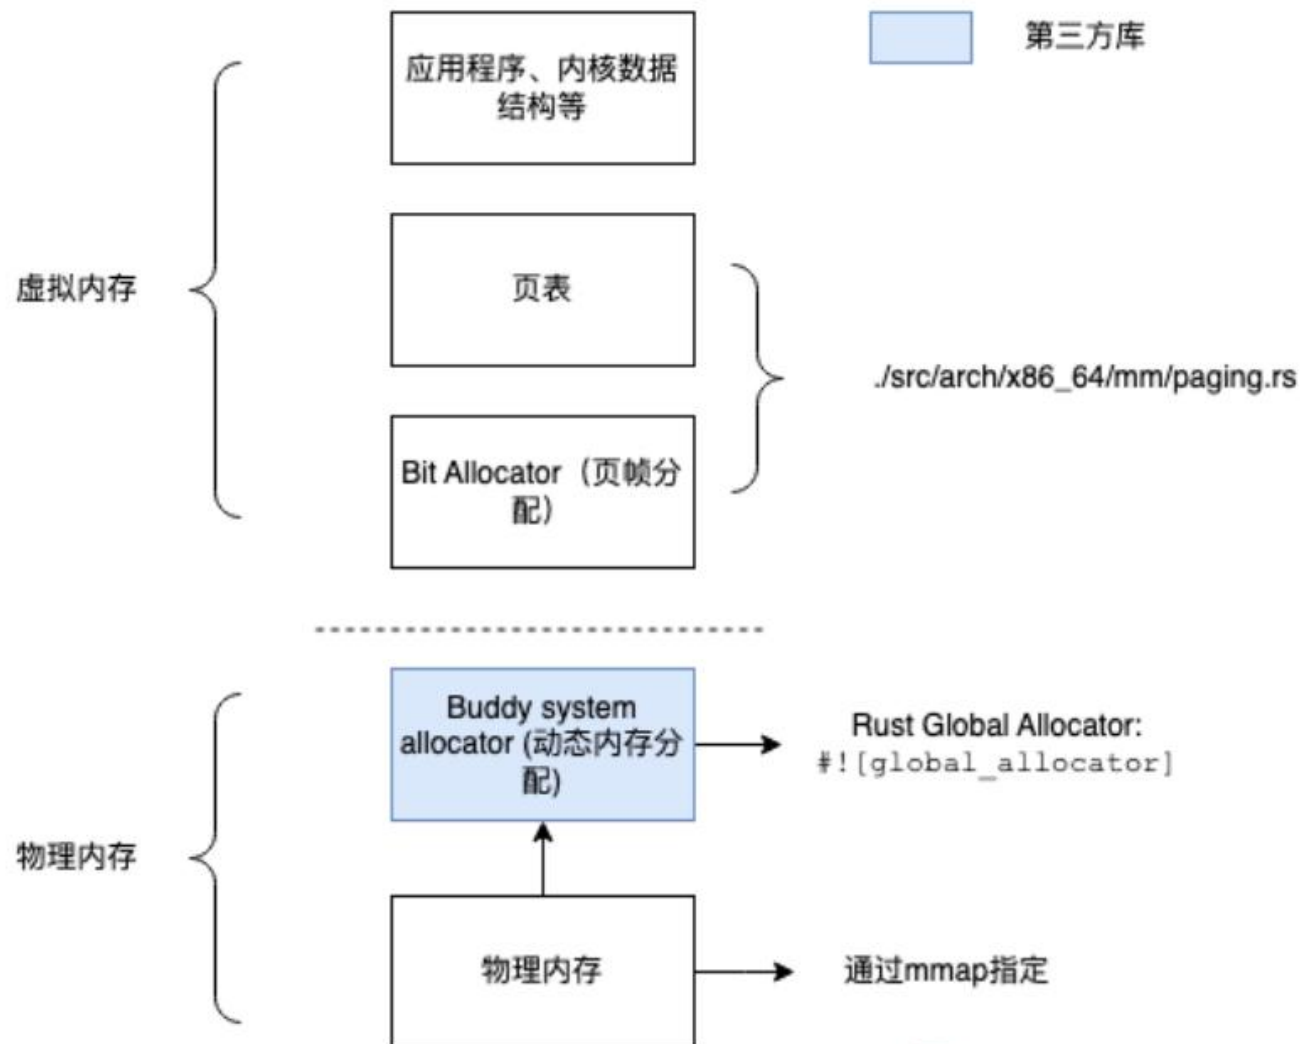 第三方库
应用程序、内核数据
结构等
虚拟内存
页表
./src/arch/x86_64/mm/paging.rs
Bit Allocator（页帧分
配）
Buddy system
allocator (动态内存分
配)
Rust Global Allocator:
#![global_allocator]
物理内存
物理内存
通过mmap指定